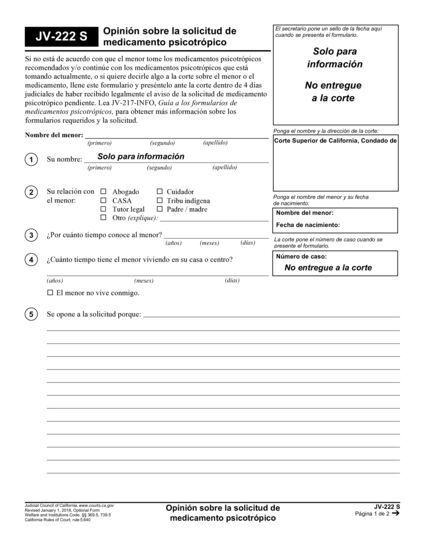 JV-222 S
Opinión sobre la solicitud de
medicamento psicotrópico
El secretario pone un sello de la fecha aquí
cuando se presenta el formulario.
Solo para
información
No entregue
a la corte
Si no está de acuerdo con que el menor tome los medicamentos psicotrópicos
recomendados y/o continúe con los medicamentos psicotrópicos que está
tomando actualmente, o si quiere decirle algo a la corte sobre el menor o el
medicamento, llene este formulario y preséntelo ante la corte dentro de 4 días
judiciales de haber recibido legalmente el aviso de la solicitud de medicamento
psicotrópico pendiente. Lea JV-217-INFO, Guía a los formularios de
medicamentos psicotrópicos, para obtener más información sobre los
formularios requeridos y la solicitud.
Nombre del menor:
(primero) (segundo) (apellido)
1 Su nombre: Solo para información
(primero) (segundo) (apellido)
Ponga el nombre y la dirección de la corte:
Corte Superior de California, Condado de
2 Su relación con
el menor:
☐ Abogado ☐ Cuidador
☐ CASA ☐ Tribu indígena
☐ Tutor legal ☐ Padre / madre
☐ Otro (explique):
Ponga el nombre del menor y su fecha
de nacimiento:
Nombre del menor:
Fecha de nacimiento:
3 ¿Por cuánto tiempo conoce al menor?
(años) (meses) (días)
La corte pone el número de caso cuando se
presente el formulario.
Número de caso:
No entregue a la corte
4 ¿Cuánto tiempo tiene el menor viviendo en su casa o centro?
(años) (meses) (días)
☐ El menor no vive conmigo.
5 Se opone a la solicitud porque:
Judicial Council of California, www.courts.ca.gov
Revised January 1, 2018, Optional Form
Welfare and Institutions Code, §§ 369.5, 739.5
California Rules of Court, rule 5.640
Opinión sobre la solicitud de
medicamento psicotrópico
JV-222 S
Página 1 de 2 ➔